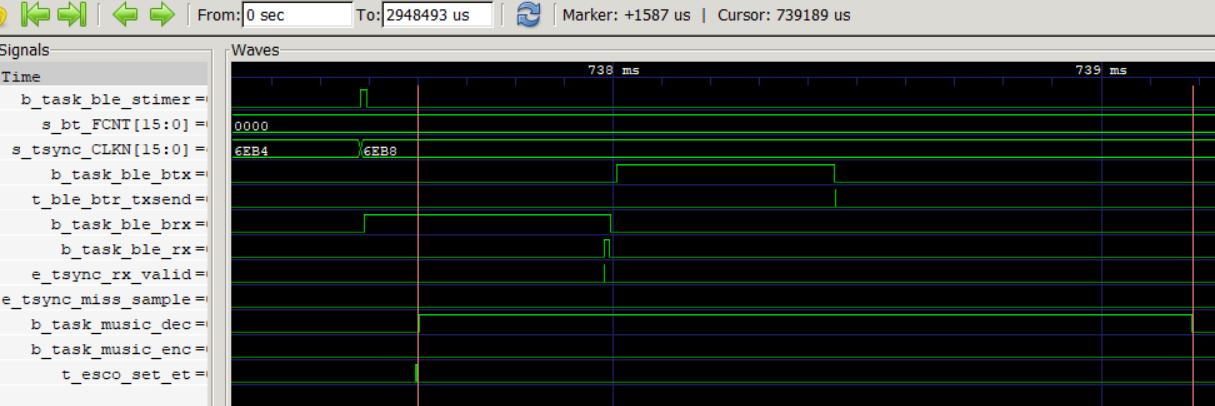 From: 0 sec To: 2948493 us Marker: +1587 us | Cursor: 739189 us
Signals Waves
Time 738 ms 739 ms
b_task_ble_stimer =
s_bt_FCNT[15:0] = 0000
s_tsync_CLKN[15:0] = 6EB4 6EB8
b_task_ble_btx =
t_ble_btr_txsend =
b_task_ble_brx =
b_task_ble_rx =
e_tsync_rx_valid =
e_tsync_miss_sample =
b_task_music_dec =
b_task_music_enc =
t_esco_set_et =